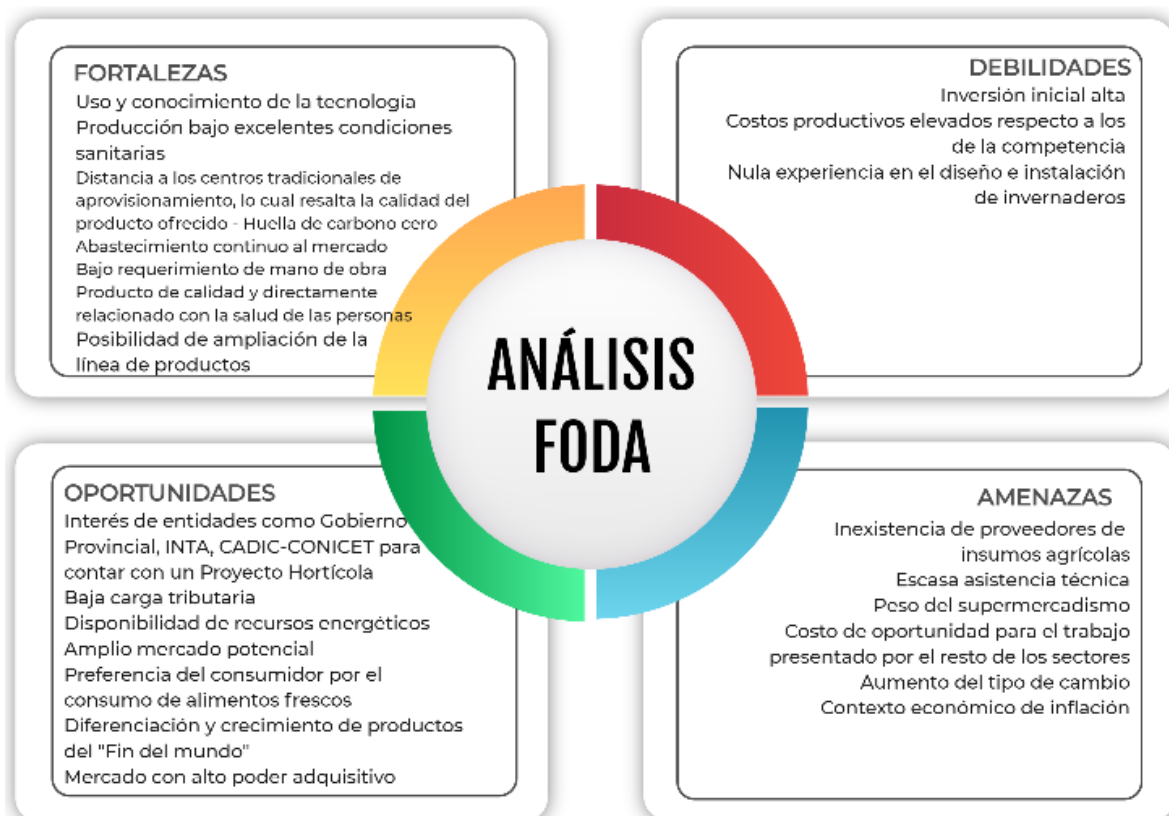 FORTALEZAS
Uso y conocimiento de la tecnología
Producción bajo excelentes condiciones
sanitarias
Distancia a los centros tradicionales de
aprovisionamiento, lo cual resalta la calidad del
producto ofrecido - Huella de carbono cero
Abastecimiento continuo al mercado
Bajo requerimiento de mano de obra
Producto de calidad y directamente
relacionado con la salud de las personas
Posibilidad de ampliación de la
línea de productos
DEBILIDADES
Inversión inicial alta
Costos productivos elevados respecto a los
de la competencia
Nula experiencia en el diseño e instalación
de invernaderos
ANÁLISIS
FODA
OPORTUNIDADES
Interés de entidades como Gobierno
Provincial, INTA, CADIC-CONICET para
contar con un Proyecto Hortícola
Baja carga tributaria
Disponibilidad de recursos energéticos
Amplio mercado potencial
Preferencia del consumidor por el
consumo de alimentos frescos
Diferenciación y crecimiento de productos
del "Fin del mundo"
Mercado con alto poder adquisitivo
AMENAZAS
Inexistencia de proveedores de
insumos agrícolas
Escasa asistencia técnica
Peso del supermercadismo
Costo de oportunidad para el trabajo
presentado por el resto de los sectores
Aumento del tipo de cambio
Contexto económico de inflación